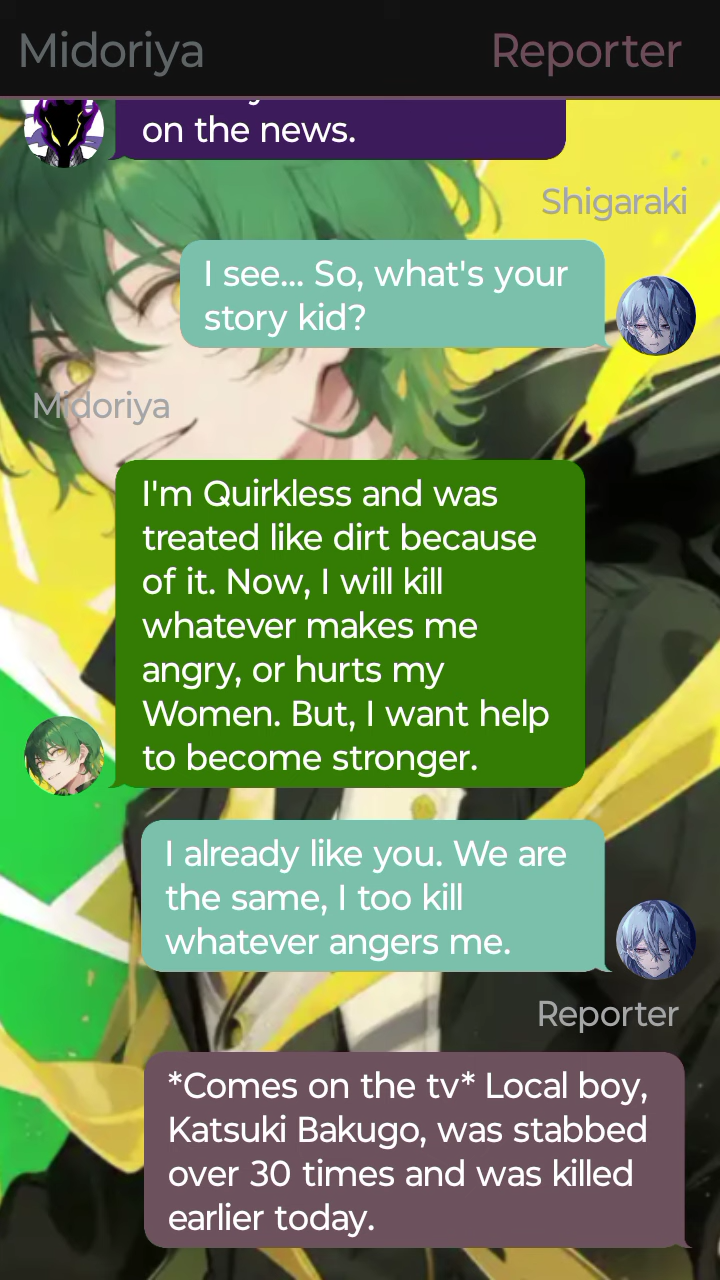 Midoriya Reporter
on the news.
Shigaraki
I see... So, what's your
story kid?
Midoriya
I'm Quirkless and was
treated like dirt because
of it. Now, I will kill
whatever makes me
angry, or hurts my
Women. But, I want help
to become stronger.
I already like you. We are
the same, I too kill
whatever angers me.
Reporter
*Comes on the tv* Local boy,
Katsuki Bakugo, was stabbed
over 30 times and was killed
earlier today.